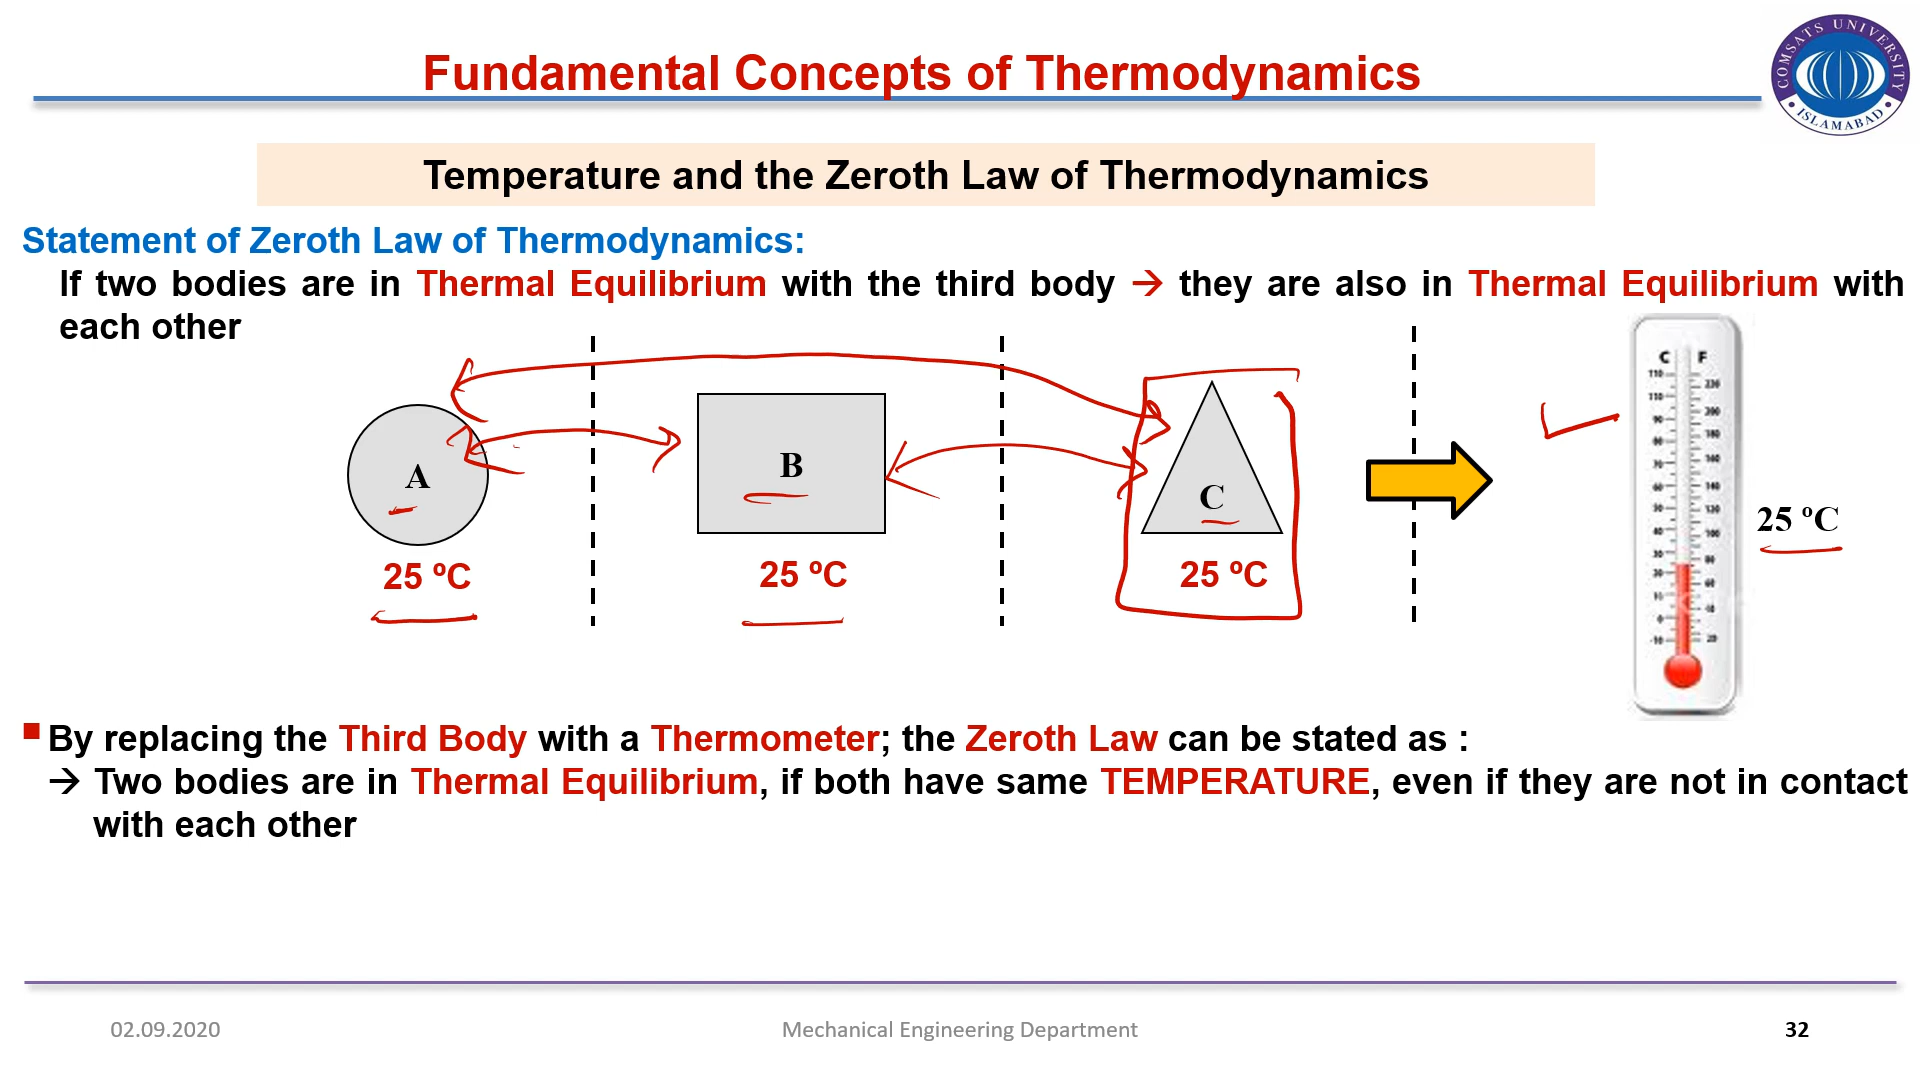 Fundamental Concepts of Thermodynamics
COMSATS UNIVERSITY
ISLAMABAD
Temperature and the Zeroth Law of Thermodynamics
Statement of Zeroth Law of Thermodynamics:
If two bodies are in Thermal Equilibrium with the third body → they are also in Thermal Equilibrium with
each other
A
B
C
25 ºC
25 ºC
25 ºC
C F
25 ºC
▪ By replacing the Third Body with a Thermometer; the Zeroth Law can be stated as :
→ Two bodies are in Thermal Equilibrium, if both have same TEMPERATURE, even if they are not in contact
with each other
02.09.2020
Mechanical Engineering Department
32